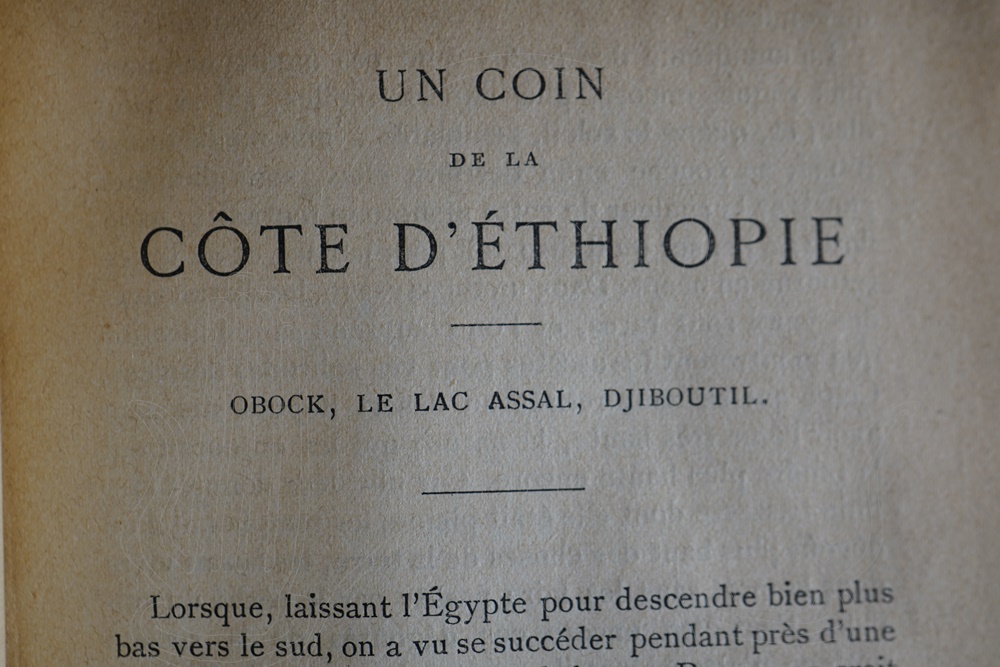 UN COIN
DE LA
CÔTE D'ÉTHIOPIE
OBOCK, LE LAC ASSAL, DJIBOUTIL.
Lorsque, laissant l'Égypte pour descendre bien plus
bas vers le sud, on a vu se succéder pendant près d'une